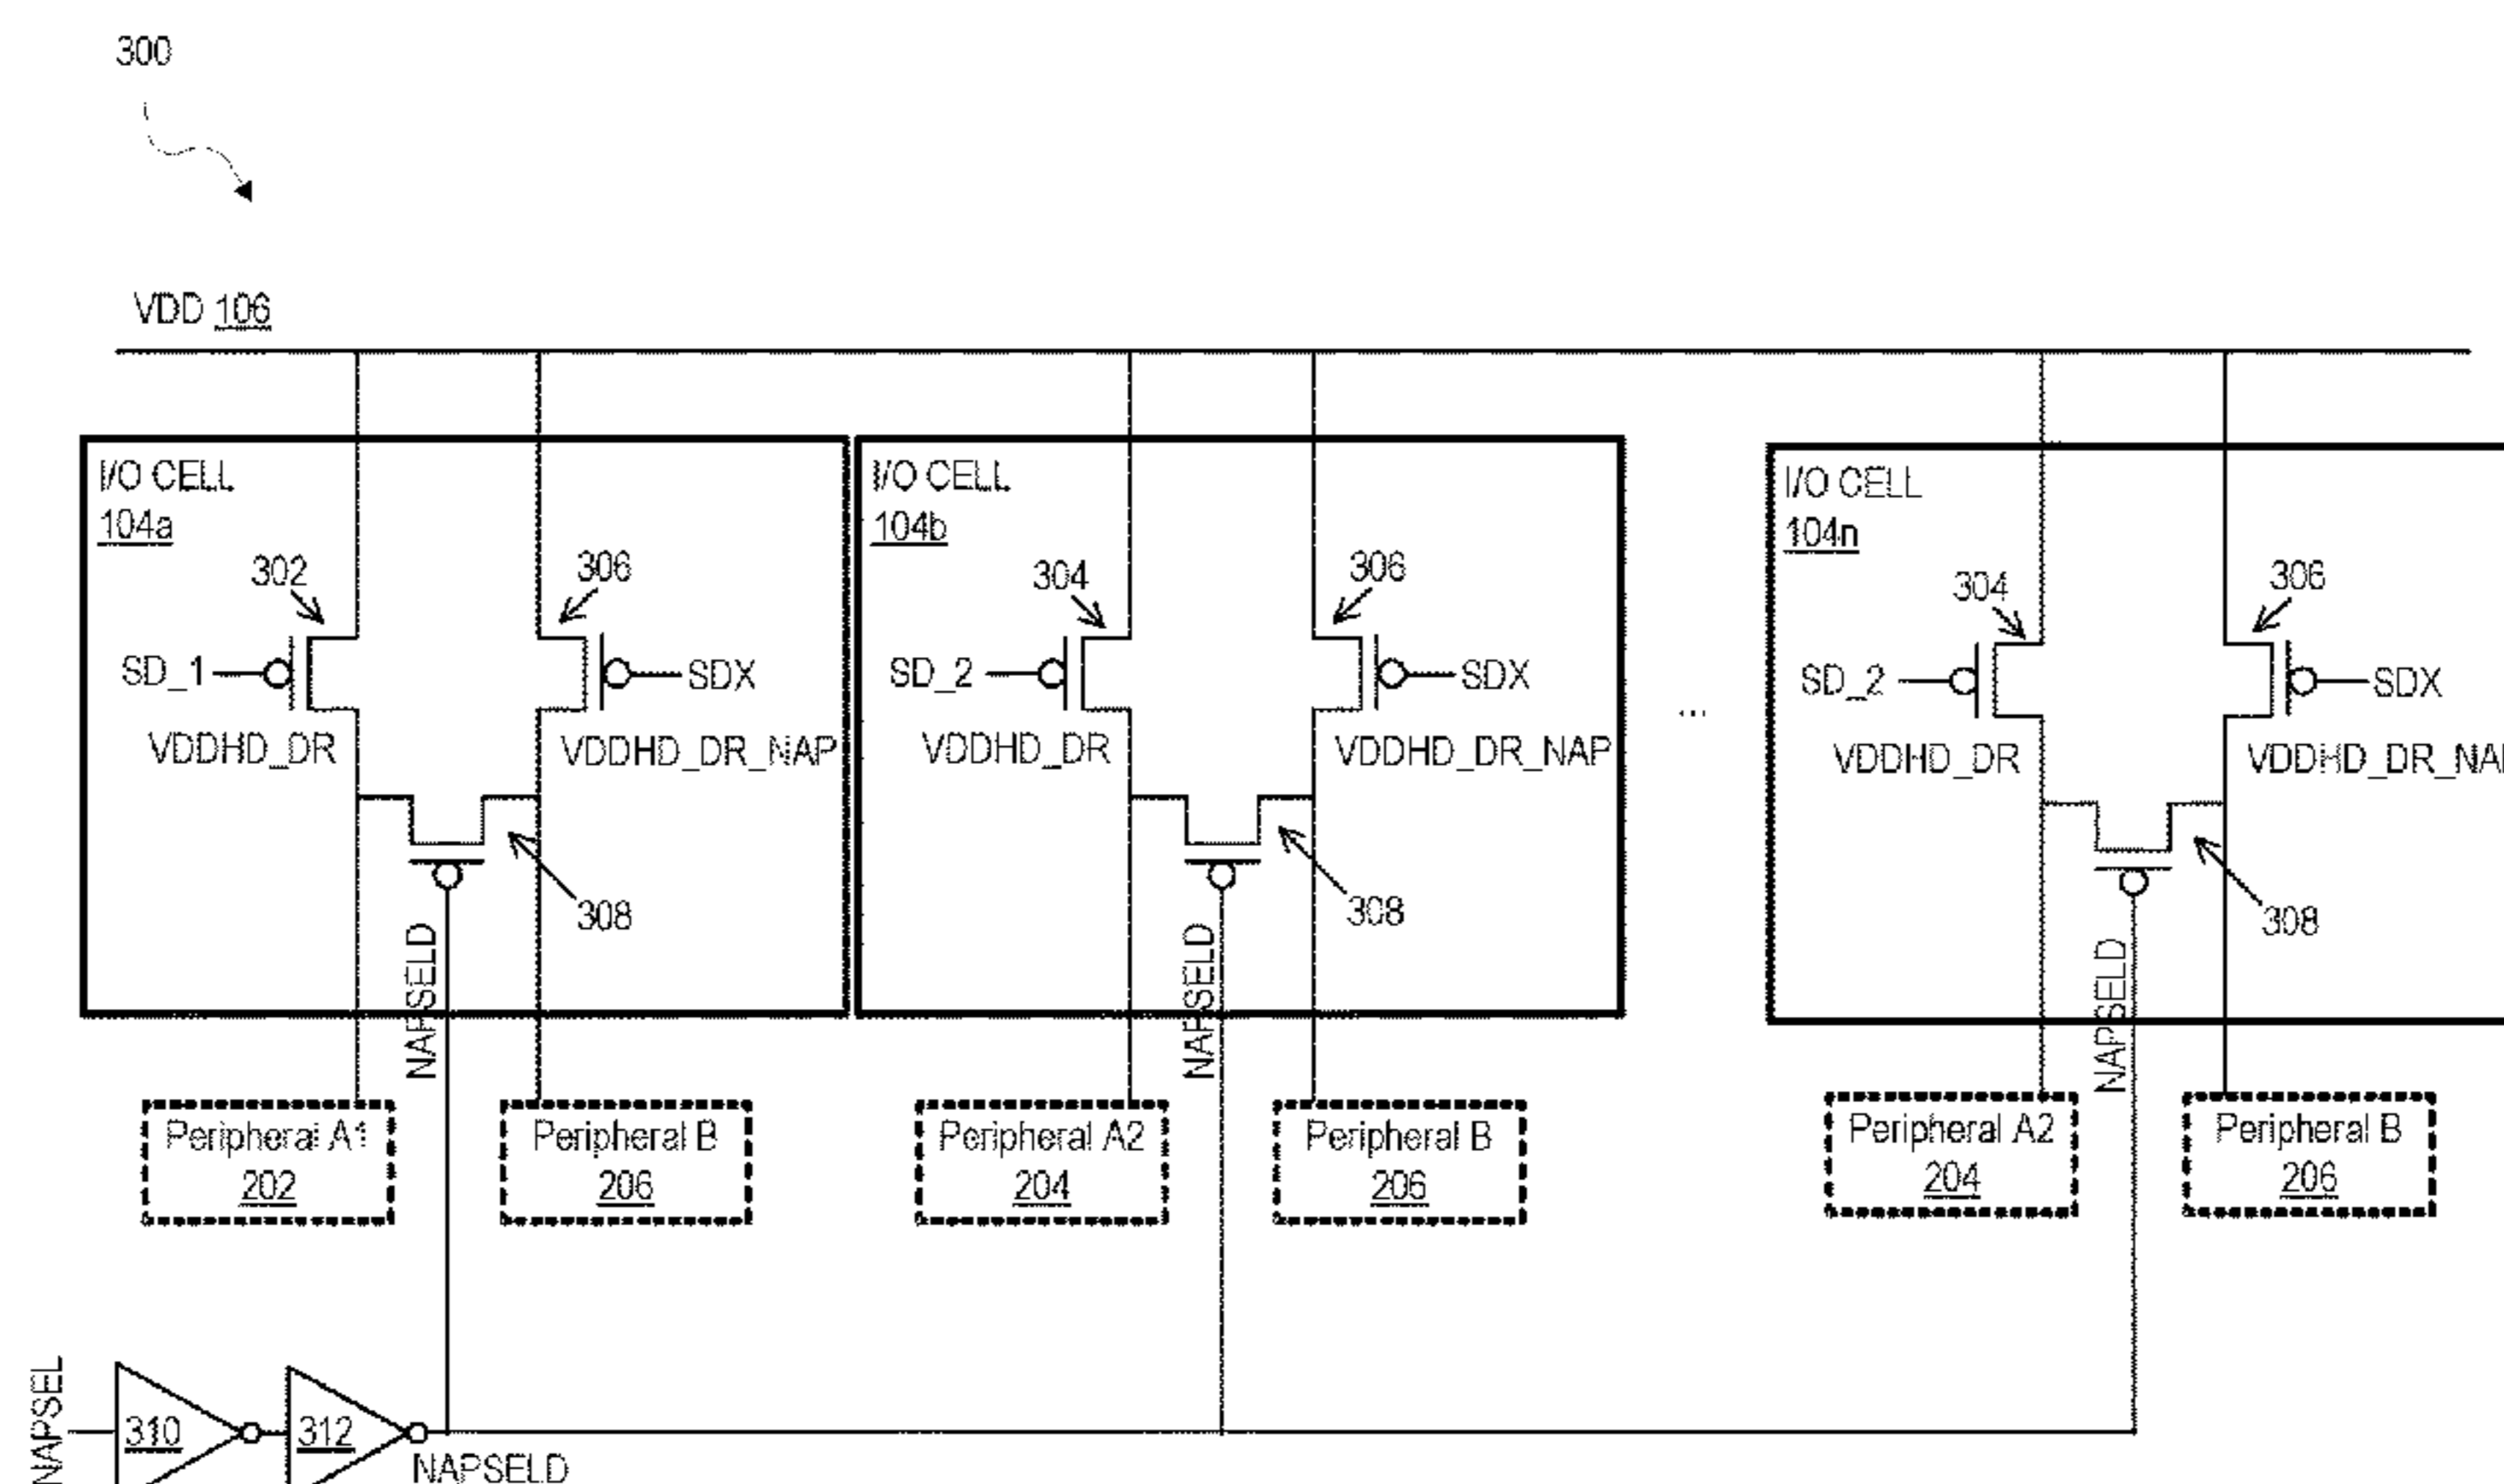 300
VDD 106
I/O CELL
104a
302
306
SD_1
SDX
VDDHD_DR
VDDHD_DR_NAP
308
NAPSELD
I/O CELL
104b
304
306
SD_2
SDX
VDDHD_DR
VDDHD_DR_NAP
308
NAPSELD
...
I/O CELL
104n
304
306
SD_2
SDX
VDDHD_DR
VDDHD_DR_NA
308
NAPSELD
Peripheral A1
202
Peripheral B
206
Peripheral A2
204
Peripheral B
206
Peripheral A2
204
Peripheral B
206
NAPSEL
310
312
NAPSELD